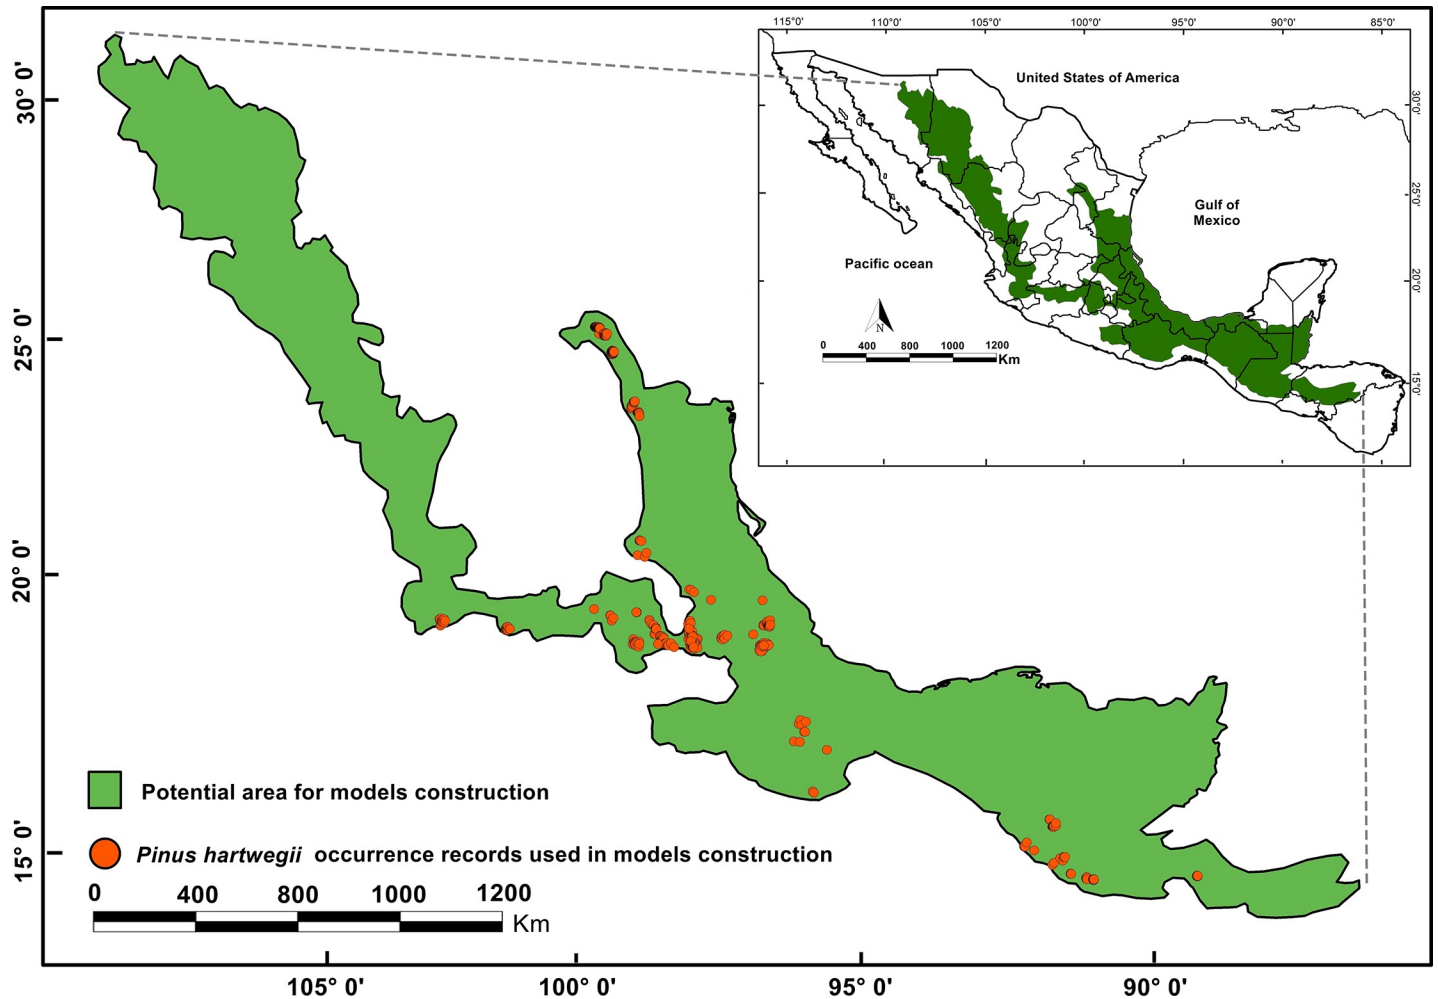 115°0' 110°0' 105°0' 100°0' 95°0' 90°0' 85°0'
United States of America
30°0'
25°0'
Gulf of
Mexico
Pacific ocean
20°0'
N
0 400 800 1000 1200
Km
15°0'
30° 0'
25° 0'
20° 0'
15° 0'
Potential area for models construction
Pinus hartwegii occurrence records used in models construction
0 400 800 1000 1200
Km
105° 0' 100° 0' 95° 0' 90° 0'